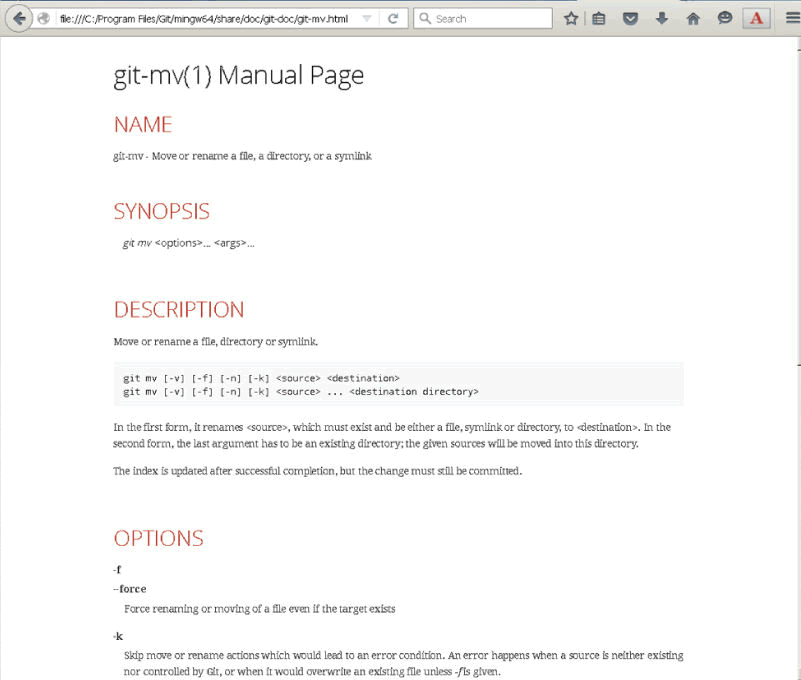 file:///C:/Program Files/Git/mingw64/share/doc/git-doc/git-mv.html
Search
A
git-mv(1) Manual Page
NAME
git-mv - Move or rename a file, a directory, or a symlink
SYNOPSIS
git mv <options>... <args>...
DESCRIPTION
Move or rename a file, directory or symlink.
git mv [-v] [-f] [-n] [-k] <source> <destination>
git mv [-v] [-f] [-n] [-k] <source> ... <destination directory>
In the first form, it renames <source>, which must exist and be either a file, symlink or directory, to <destination>. In the
second form, the last argument has to be an existing directory; the given sources will be moved into this directory.
The index is updated after successful completion, but the change must still be committed.
OPTIONS
-f
--force
Force renaming or moving of a file even if the target exists
-k
Skip move or rename actions which would lead to an error condition. An error happens when a source is neither existing
nor controlled by Git, or when it would overwrite an existing file unless -f is given.